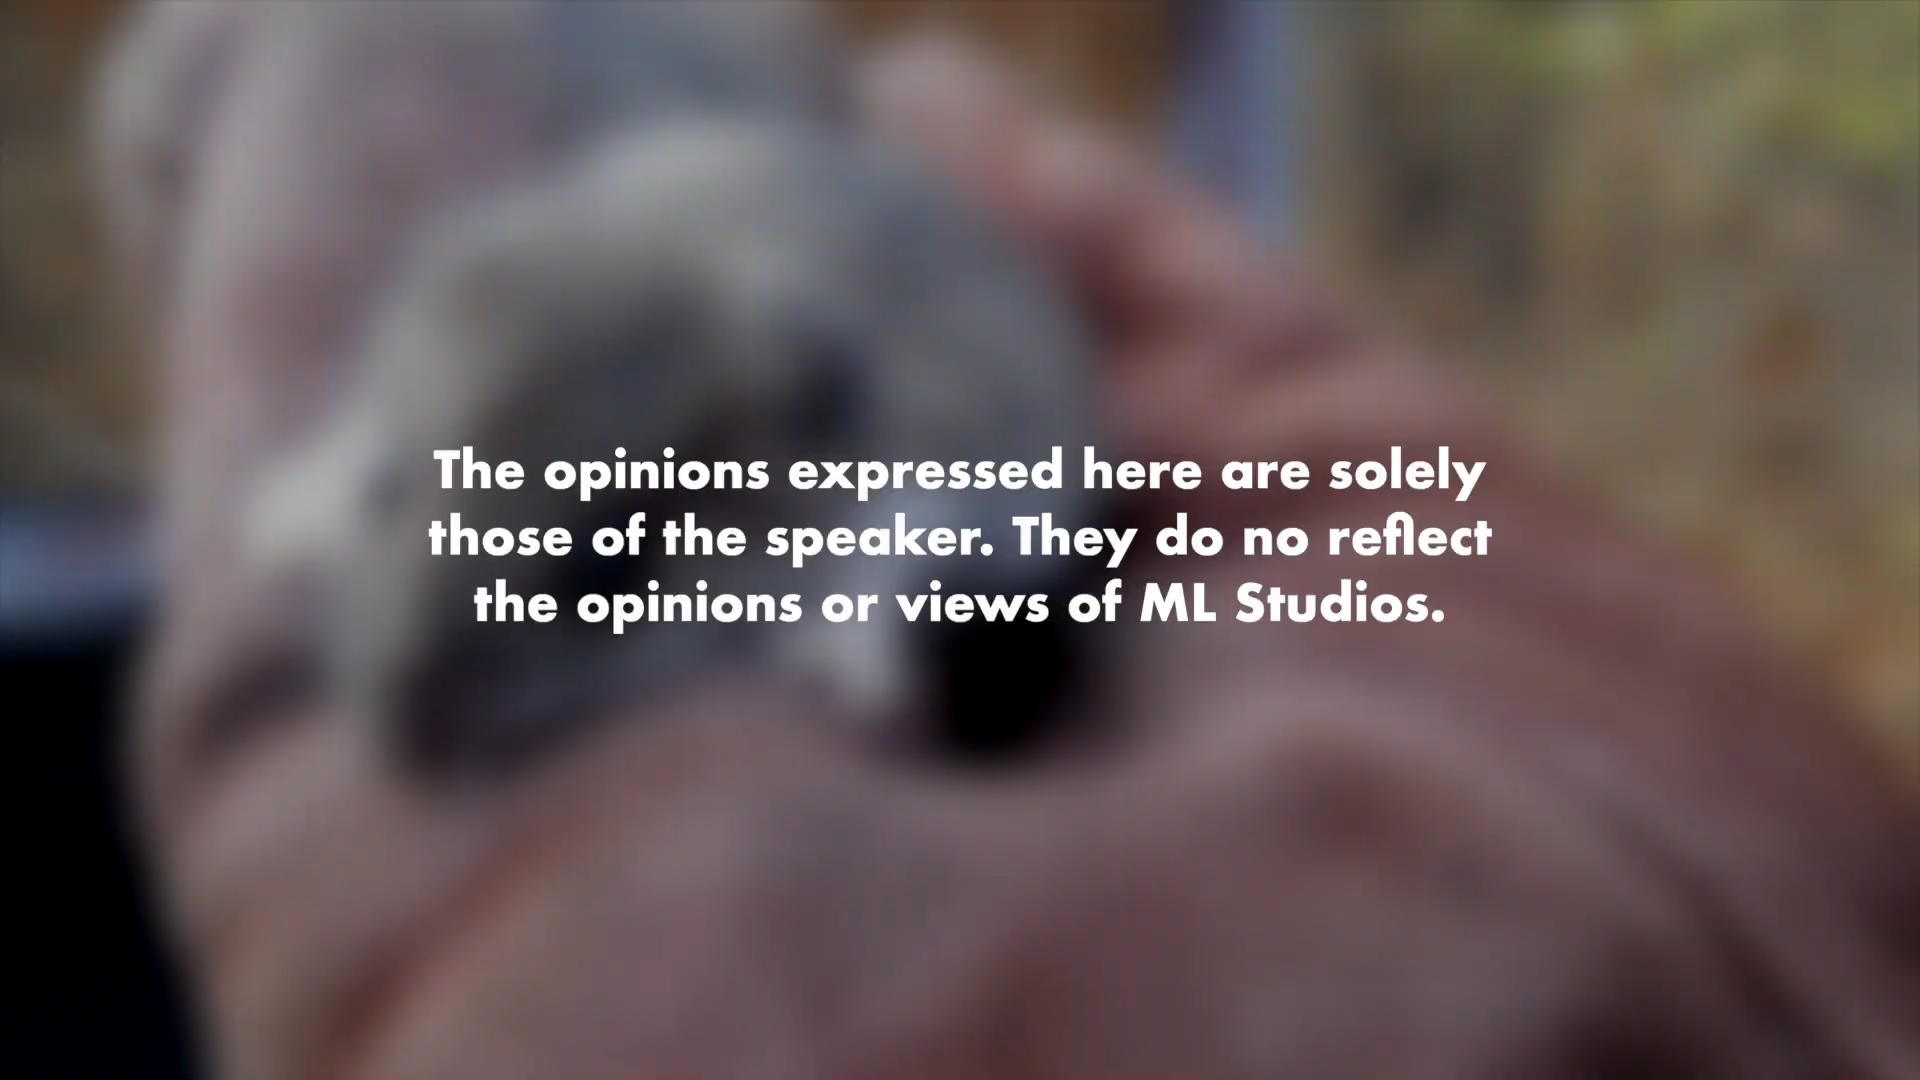 The opinions expressed here are solely
those of the speaker. They do no reflect
the opinions or views of ML Studios.